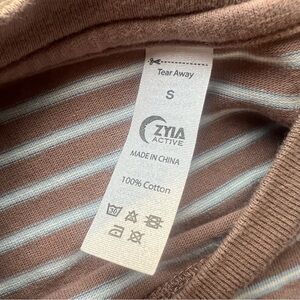 Tear Away
S
ZYIA
ACTIVE
MADE IN CHINA
100% Cotton